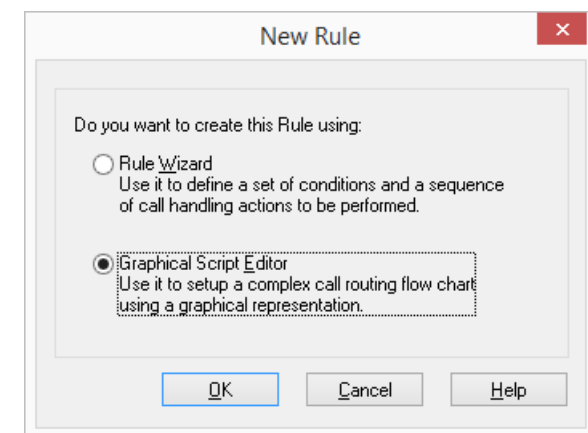 New Rule
Do you want to create this Rule using:
Rule Wizard
Use it to define a set of conditions and a sequence
of call handling actions to be performed.
Graphical Script Editor
Use it to setup a complex call routing flow chart
using a graphical representation.
OK Cancel Help